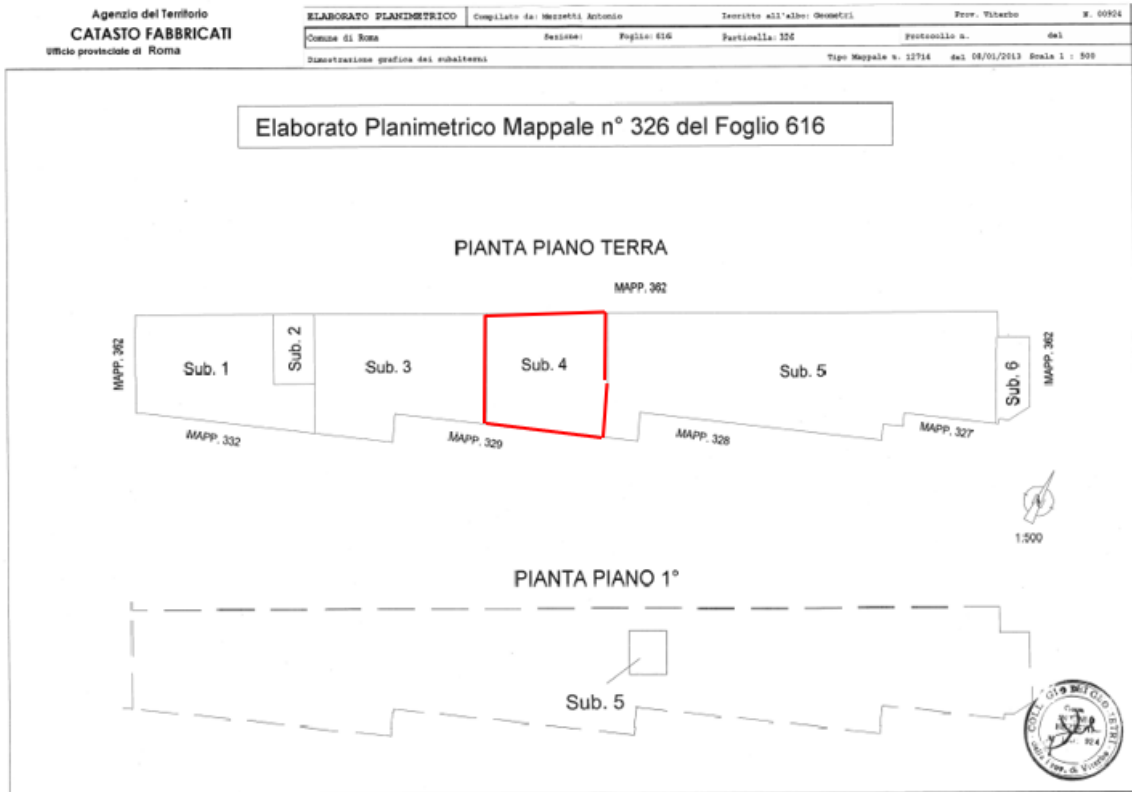 Agenzia del Territorio
CATASTO FABBRICATI
Ufficio provinciale di Roma
ELABORATO PLANIMETRICO
Compilato da: Mezzetti Antonio
Iscritto all'albo: Geometri
Prov. Viterbo
N. 00924
Comune di Roma
Sezione:
Foglio: 616
Particella: 326
Protocollo n.
del
Dimostrazione grafica dei subalterni
Tipo Mappale n. 12714
del 08/01/2013
Scala 1 : 500
Elaborato Planimetrico Mappale n° 326 del Foglio 616
PIANTA PIANO TERRA
MAPP. 362
MAPP. 362
Sub. 1
Sub. 2
Sub. 3
Sub. 4
Sub. 5
Sub. 6
MAPP. 362
MAPP. 332
MAPP. 329
MAPP. 328
MAPP. 327
1:500
PIANTA PIANO 1°
Sub. 5
924
di Viterbo